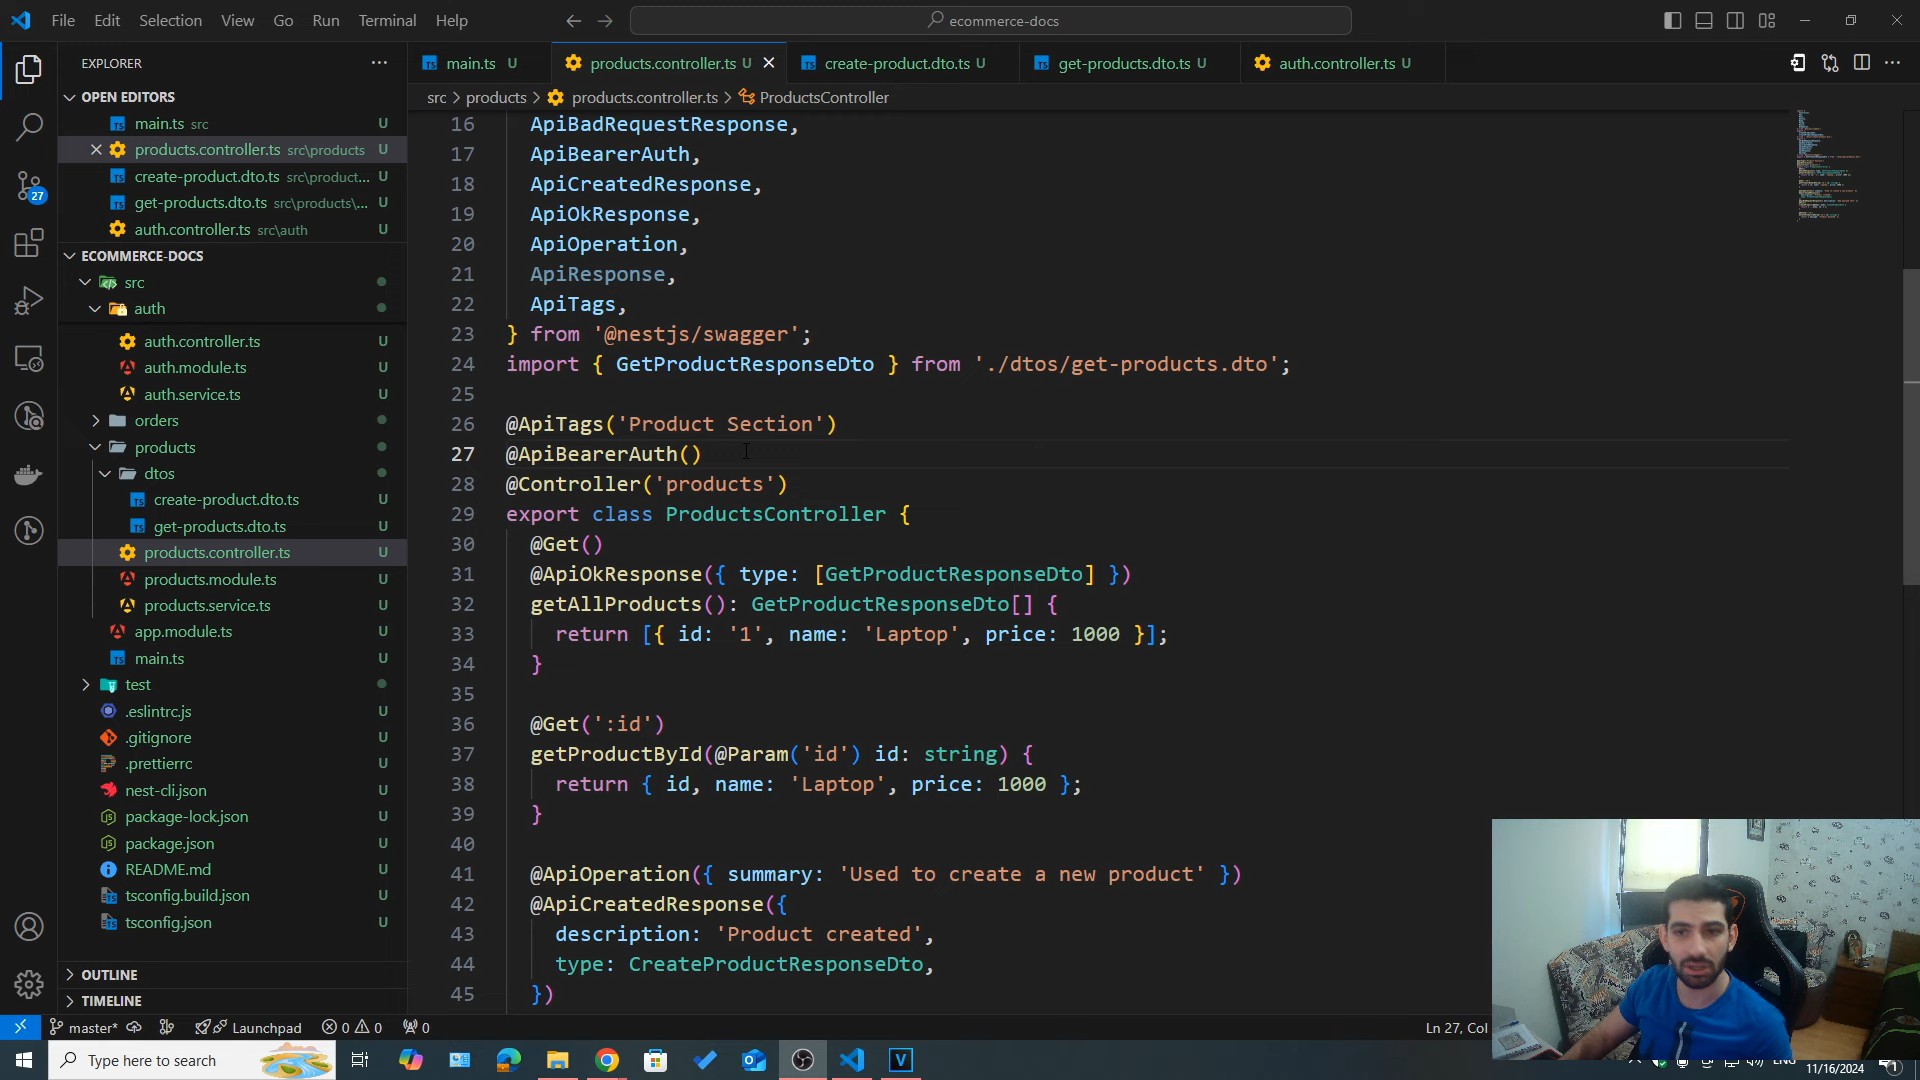 File Edit Selection View Go Run Terminal Help
ecommerce-docs
EXPLORER
main.ts U
products.controller.ts U
create-product.dto.ts U
get-products.dto.ts U
auth.controller.ts U
src > products > products.controller.ts > ProductsController
OPEN EDITORS
main.ts src U
products.controller.ts src\products U
create-product.dto.ts src\product... U
get-products.dto.ts src\products\... U
auth.controller.ts src\auth U
ECOMMERCE-DOCS
src
auth
auth.controller.ts U
auth.module.ts U
auth.service.ts U
orders
products
dtos
create-product.dto.ts U
get-products.dto.ts U
products.controller.ts U
products.module.ts U
products.service.ts U
app.module.ts U
main.ts U
test
.eslintrc.js U
.gitignore U
.prettierrc U
nest-cli.json U
package-lock.json U
package.json U
README.md U
tsconfig.build.json U
tsconfig.json U
OUTLINE
TIMELINE
27
16 ApiBadRequestResponse,
17 ApiBearerAuth,
18 ApiCreatedResponse,
19 ApiOkResponse,
20 ApiOperation,
21 ApiResponse,
22 ApiTags,
23 } from '@nestjs/swagger';
24 import { GetProductResponseDto } from './dtos/get-products.dto';
25
26 @ApiTags('Product Section')
27 @ApiBearerAuth()
28 @Controller('products')
29 export class ProductsController {
30 @Get()
31 @ApiOkResponse({ type: [GetProductResponseDto] })
32 getAllProducts(): GetProductResponseDto[] {
33 return [{ id: '1', name: 'Laptop', price: 1000 }];
34 }
35
36 @Get(':id')
37 getProductById(@Param('id') id: string) {
38 return { id, name: 'Laptop', price: 1000 };
39 }
40
41 @ApiOperation({ summary: 'Used to create a new product' })
42 @ApiCreatedResponse({
43 description: 'Product created',
44 type: CreateProductResponseDto,
45 })
master* Launchpad 0 0 0
Ln 27, Col
Type here to search
ENG
11/16/2024
1